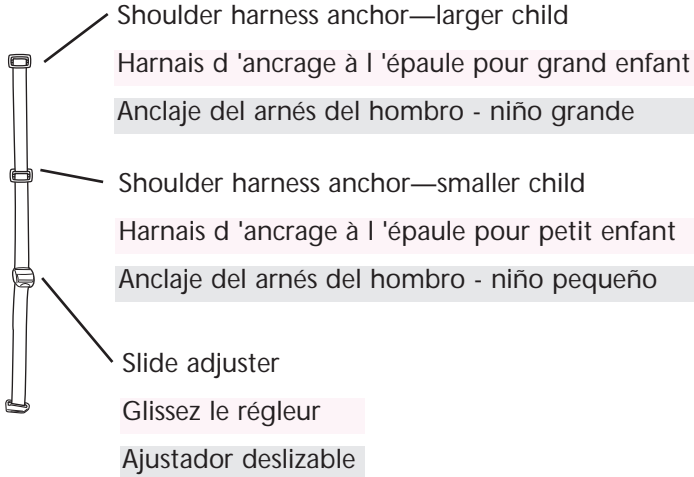 Shoulder harness anchor—larger child
Harnais d 'ancrage à l 'épaule pour grand enfant
Anclaje del arnés del hombro - niño grande
Shoulder harness anchor—smaller child
Harnais d 'ancrage à l 'épaule pour petit enfant
Anclaje del arnés del hombro - niño pequeño
Slide adjuster
Glissez le régleur
Ajustador deslizable